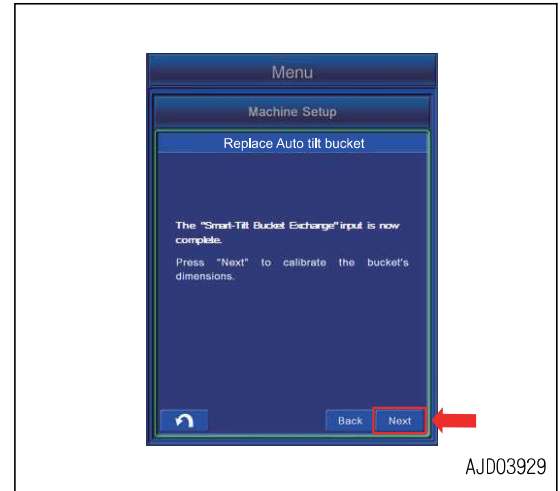 Menu
Machine Setup
Replace Auto tilt bucket
The "Smart-Tilt Bucket Exchange" input is now
complete.
Press "Next" to calibrate the bucket's
dimensions.
Back Next
AJD03929